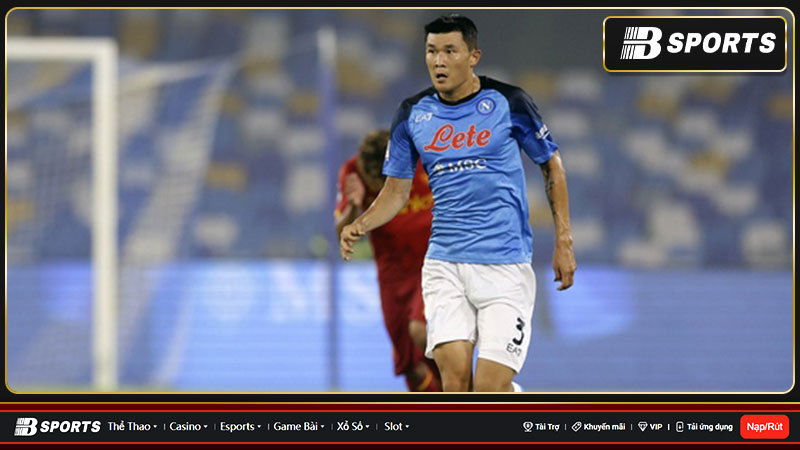 B SPORTS
Lete
MSC
EA7
3
EA7
B SPORTS Thể Thao Casino Esports Game Bài Xổ Số Slot Tài Trợ Khuyến mãi VIP Tải ứng dụng Nạp/Rút